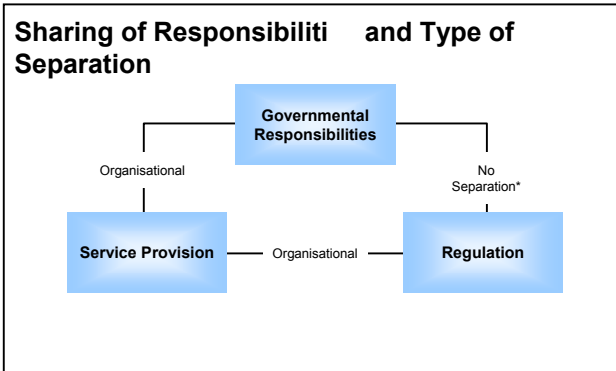 Sharing of Responsibiliti and Type of
Separation
Governmental
Responsibilities
Organisational
No
Separation*
Service Provision
Organisational
Regulation